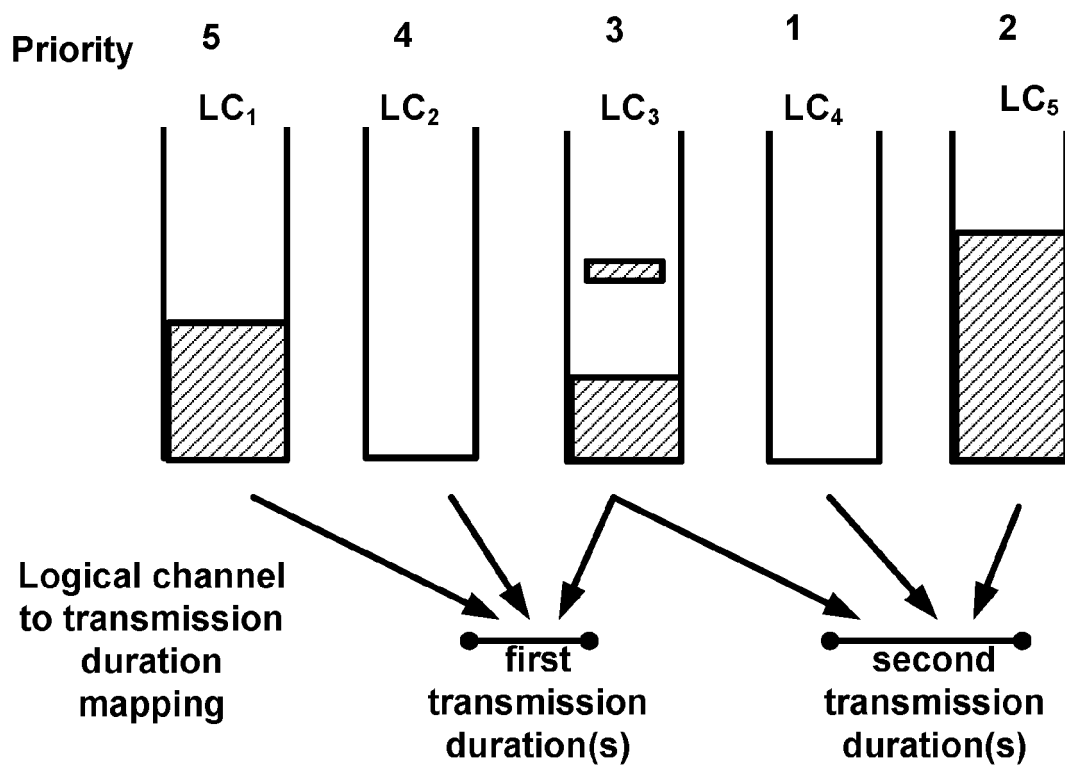 Priority 5 4 3 1 2
LC₁ LC₂ LC₃ LC₄ LC₅
Logical channel
to transmission
duration
mapping
first
transmission
duration(s)
second
transmission
duration(s)